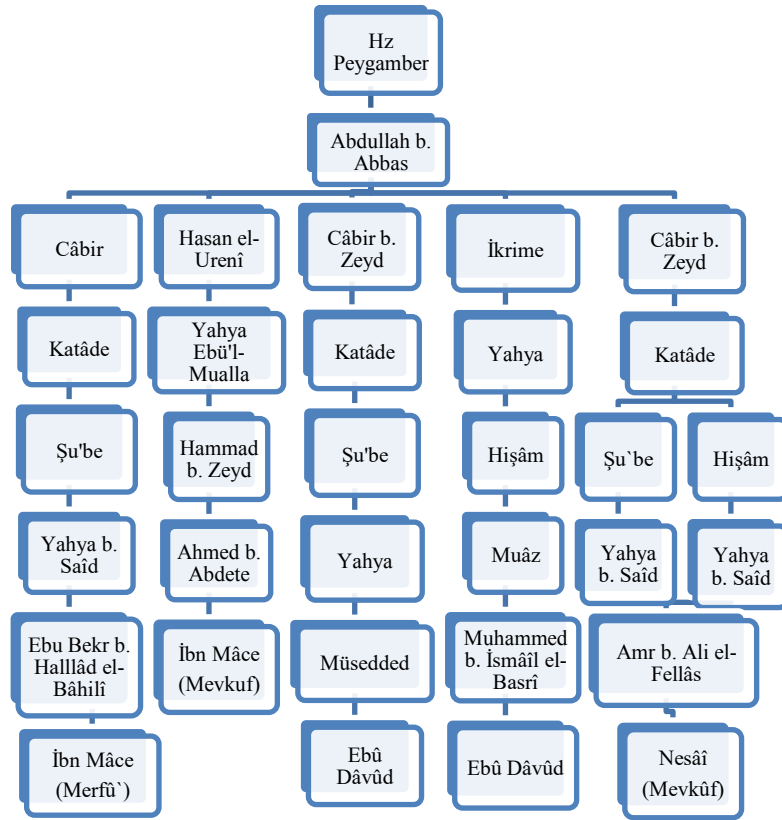 Hz
Peygamber
Abdullah b.
Abbas
Câbir
Hasan el-
Urenî
Câbir b.
Zeyd
İkrime
Câbir b.
Zeyd
Katâde
Yahya
Ebü'l-
Mualla
Katâde
Yahya
Katâde
Şu'be
Hammad
b. Zeyd
Şu'be
Hişâm
Şu`be
Hişâm
Yahya b.
Saîd
Ahmed b.
Abdete
Yahya
Muâz
Yahya
b. Saîd
Yahya
b. Saîd
Ebu Bekr b.
Halllâd el-
Bâhilî
İbn Mâce
(Mevkuf)
Müsedded
Muhammed
b. İsmâîl el-
Basrî
Amr b. Ali el-
Fellâs
İbn Mâce
(Merfû`)
Ebû
Dâvûd
Ebû Dâvûd
Nesâî
(Mevkûf)